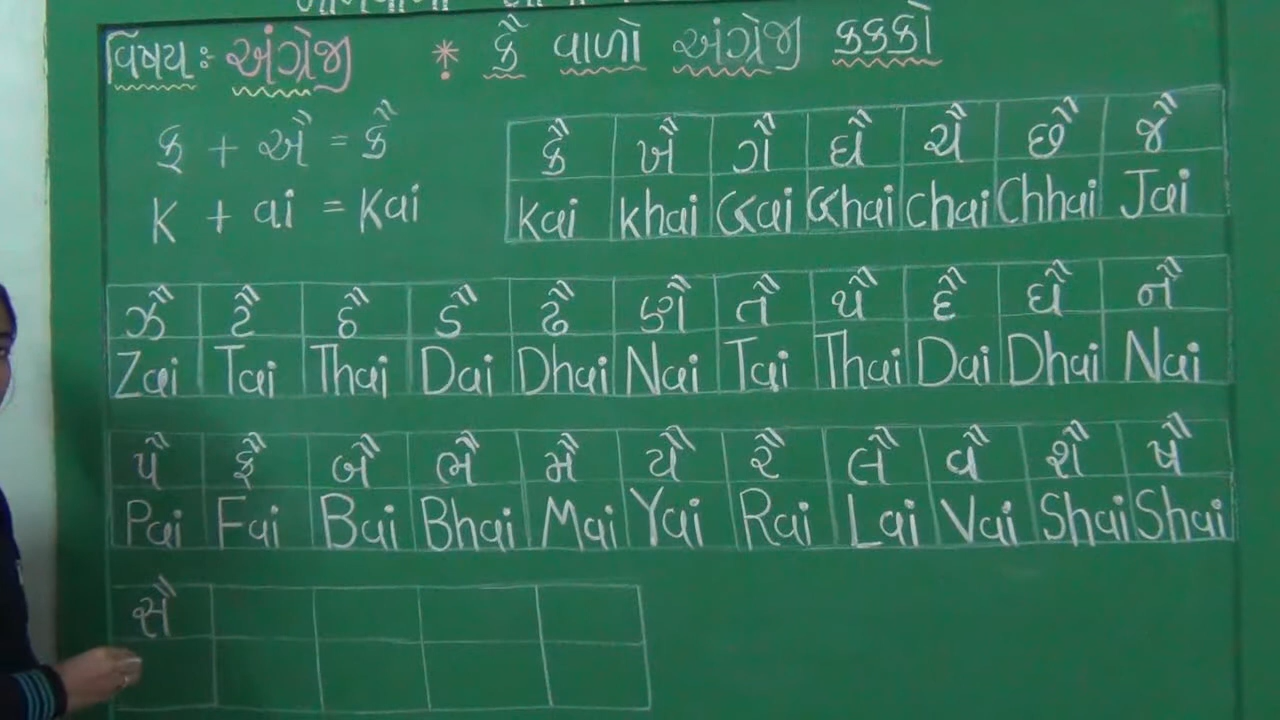 વિષય: અંગ્રેજી * કૈ વાળો અંગ્રેજી કક્કો
ક + ઐ = કૈ
K + ai = Kai
કૈ ખૈ ગૈ ઘૈ ચૈ છૈ જૈ
Kai Khai Gai Ghai Chai Chhai Jai
ઝૈ ટૈ ઠૈ ડૈ ઢૈ ણૈ તૈ થૈ દૈ ધૈ નૈ
Zai Tai Thai Dai Dhai Nai Tai Thai Dai Dhai Nai
પૈ ફૈ બૈ ભૈ મૈ યૈ રૈ લૈ વૈ શૈ ષૈ
Pai Fai Bai Bhai Mai Yai Rai Lai Vai Shai Shai
સૈ